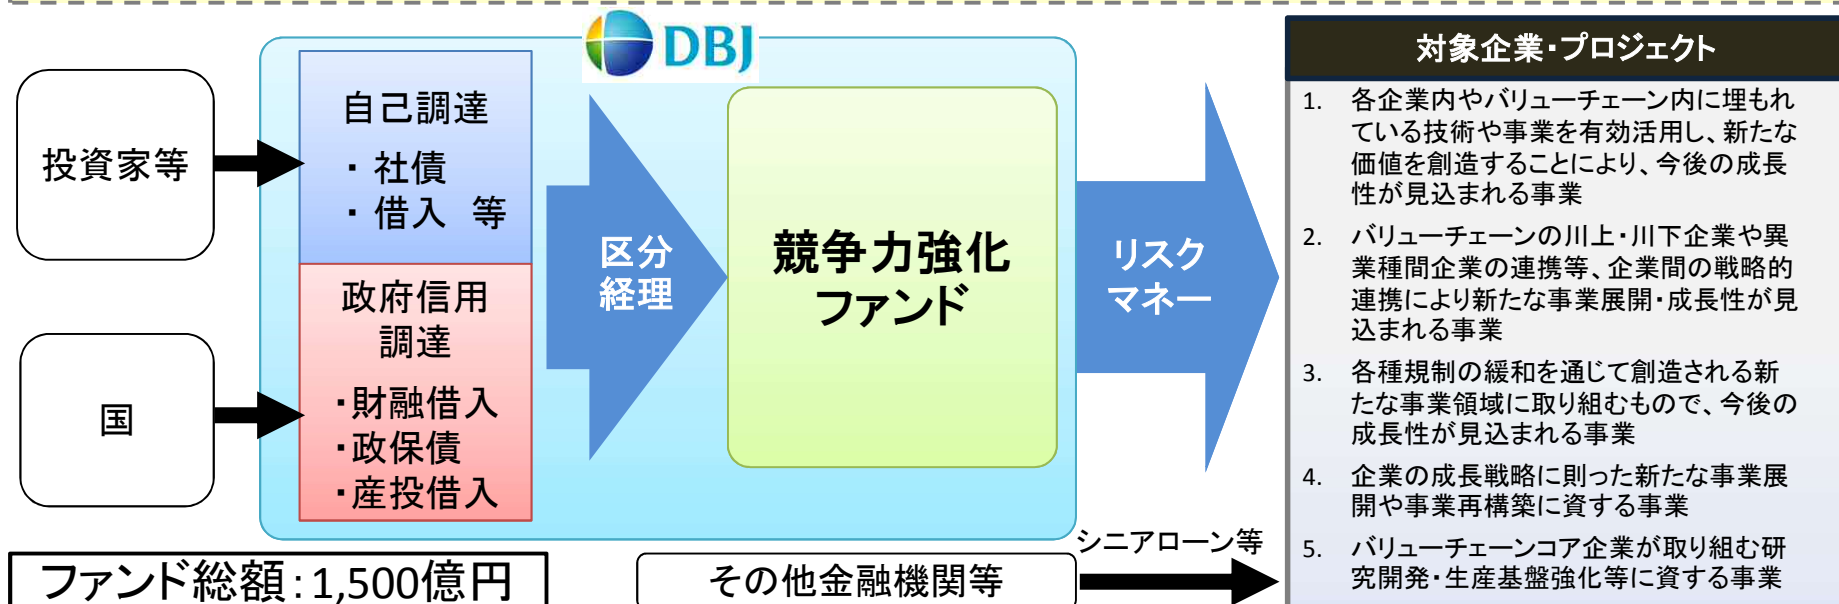 DBJ
投資家等
自己調達
・ 社債
・ 借入 等
政府信用
調達
・財融借入
・政保債
・産投借入
国
区分
経理
競争力強化
ファンド
リスク
マネー
シニアローン等
その他金融機関等
ファンド総額：1,500億円
対象企業・プロジェクト
1. 各企業内やバリューチェーン内に埋もれ
ている技術や事業を有効活用し、新たな
価値を創造することにより、今後の成長
性が見込まれる事業
2. バリューチェーンの川上・川下企業や異
業種間企業の連携等、企業間の戦略的
連携により新たな事業展開・成長性が見
込まれる事業
3. 各種規制の緩和を通じて創造される新
たな事業領域に取り組むもので、今後の
成長性が見込まれる事業
4. 企業の成長戦略に則った新たな事業展
開や事業再構築に資する事業
5. バリューチェーンコア企業が取り組む研
究開発・生産基盤強化等に資する事業